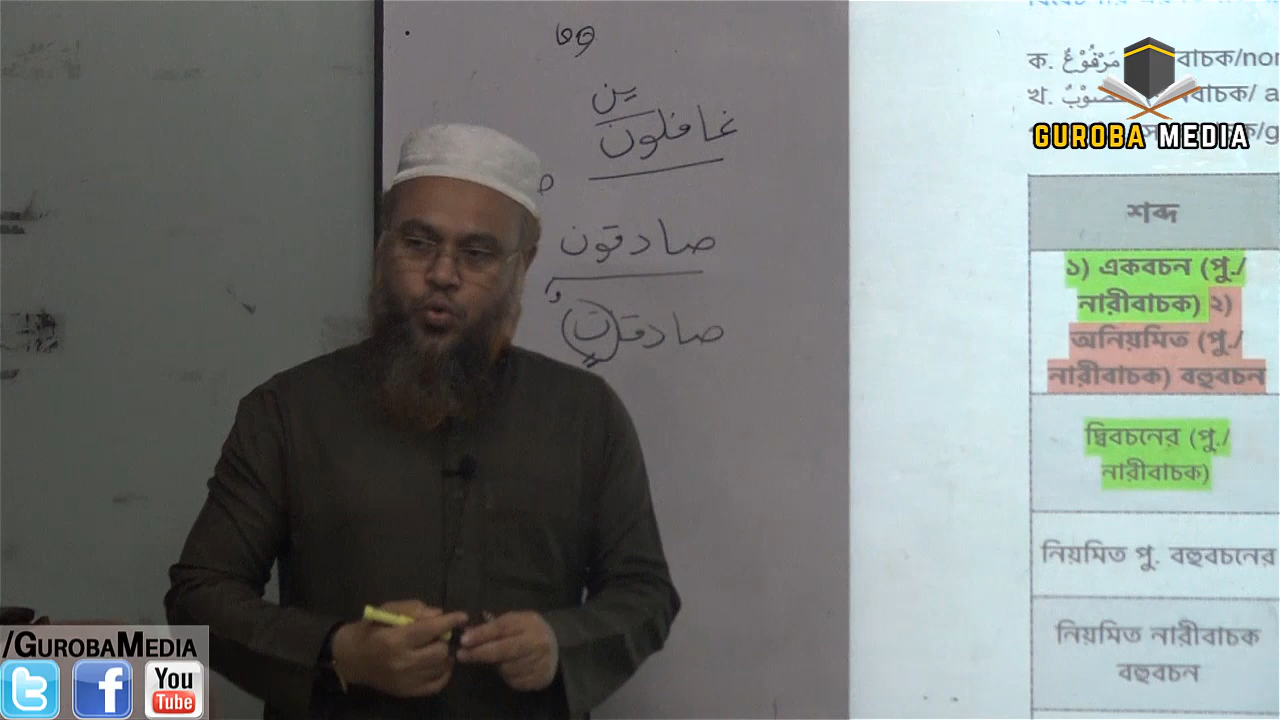 ين
غافلون
صادقون
و
صادقن
ক. مَرْفُوْعٌ বাচক/nor
খ. বাচক/ a
GUROBA MEDIA
শব্দ
১) একবচন (পু./
নারীবাচক) ২)
অনিয়মিত (পু./
নারীবাচক) বহুবচন
দ্বিবচনের (পু./
নারীবাচক)
নিয়মিত পু. বহুবচনের
নিয়মিত নারীবাচক
বহুবচন
/GUROBAMEDIA
You
Tube